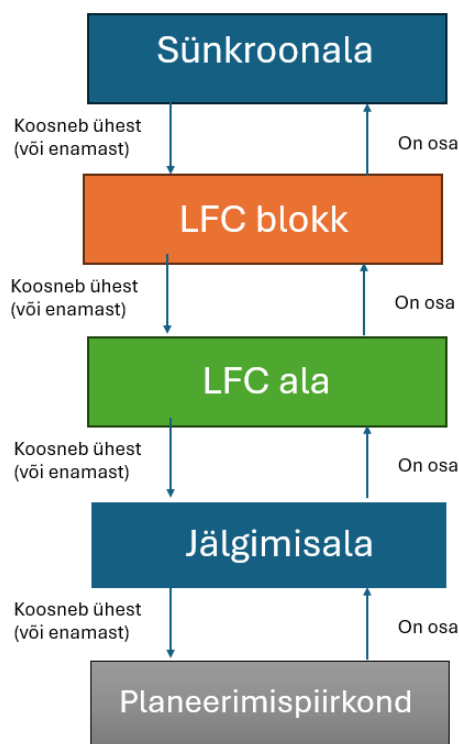 Sünkroonala
Koosneb ühest
(või enamast)
On osa
LFC blokk
Koosneb ühest
(või enamast)
On osa
LFC ala
Koosneb ühest
(või enamast)
On osa
Jälgimisala
Koosneb ühest
(või enamast)
On osa
Planeerimispiirkond